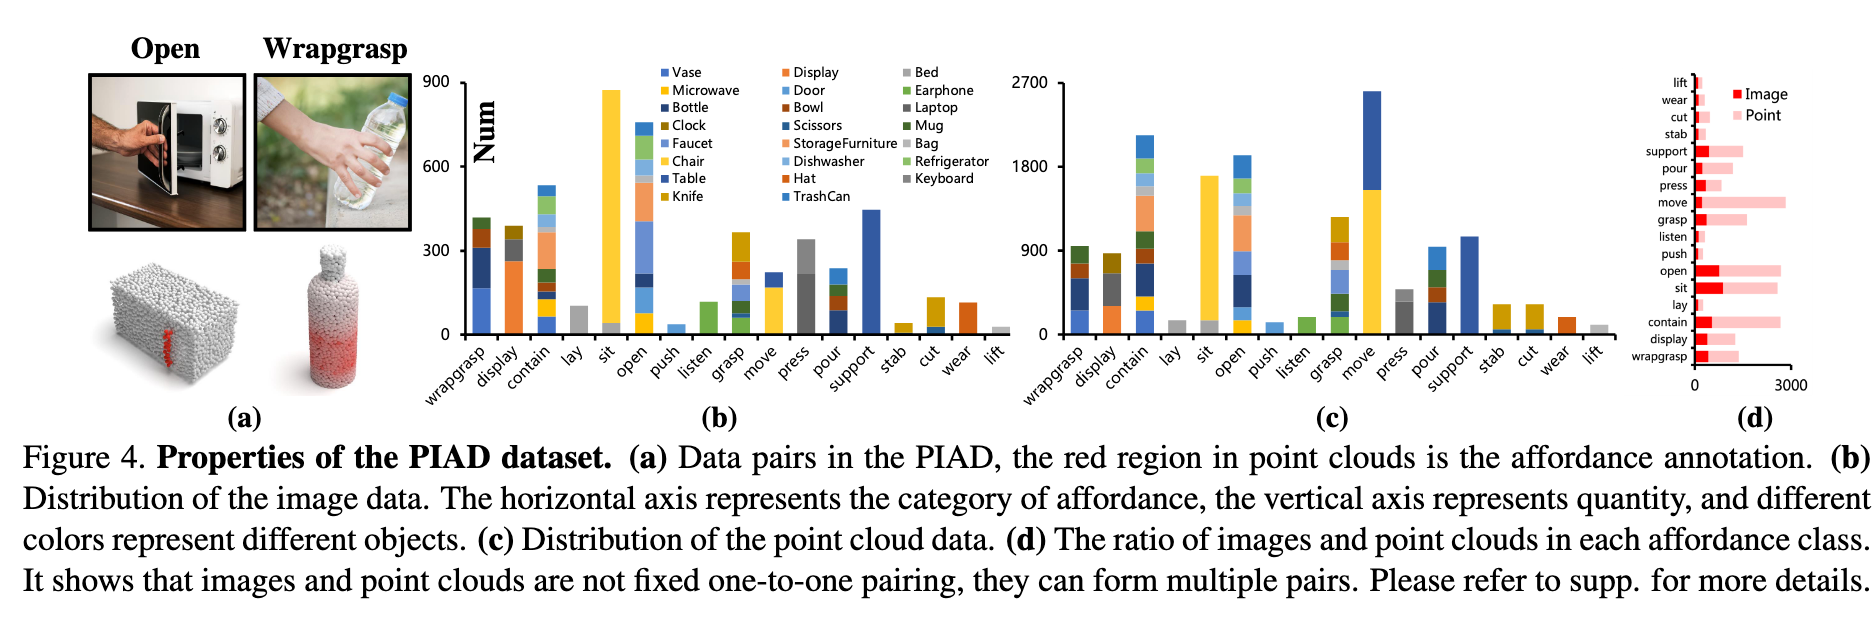 Open Wrapgrasp
900
600
300
0
Num
Vase Display Bed
Microwave Door Earphone
Bottle Bowl Laptop
Clock Scissors Mug
Faucet StorageFurniture Bag
Chair Dishwasher Refrigerator
Table Hat Keyboard
Knife TrashCan
wrapgrasp display contain lay sit open push listen grasp move press pour support stab cut wear lift
2700
1800
900
0
wrapgrasp display contain lay sit open push listen grasp move press pour support stab cut wear lift
Image
Point
lift
wear
cut
stab
support
pour
press
move
grasp
listen
push
open
sit
lay
contain
display
wrapgrasp
0 3000
(a) (b) (c) (d)
Figure 4. Properties of the PIAD dataset. (a) Data pairs in the PIAD, the red region in point clouds is the affordance annotation. (b)
Distribution of the image data. The horizontal axis represents the category of affordance, the vertical axis represents quantity, and different
colors represent different objects. (c) Distribution of the point cloud data. (d) The ratio of images and point clouds in each affordance class.
It shows that images and point clouds are not fixed one-to-one pairing, they can form multiple pairs. Please refer to supp. for more details.